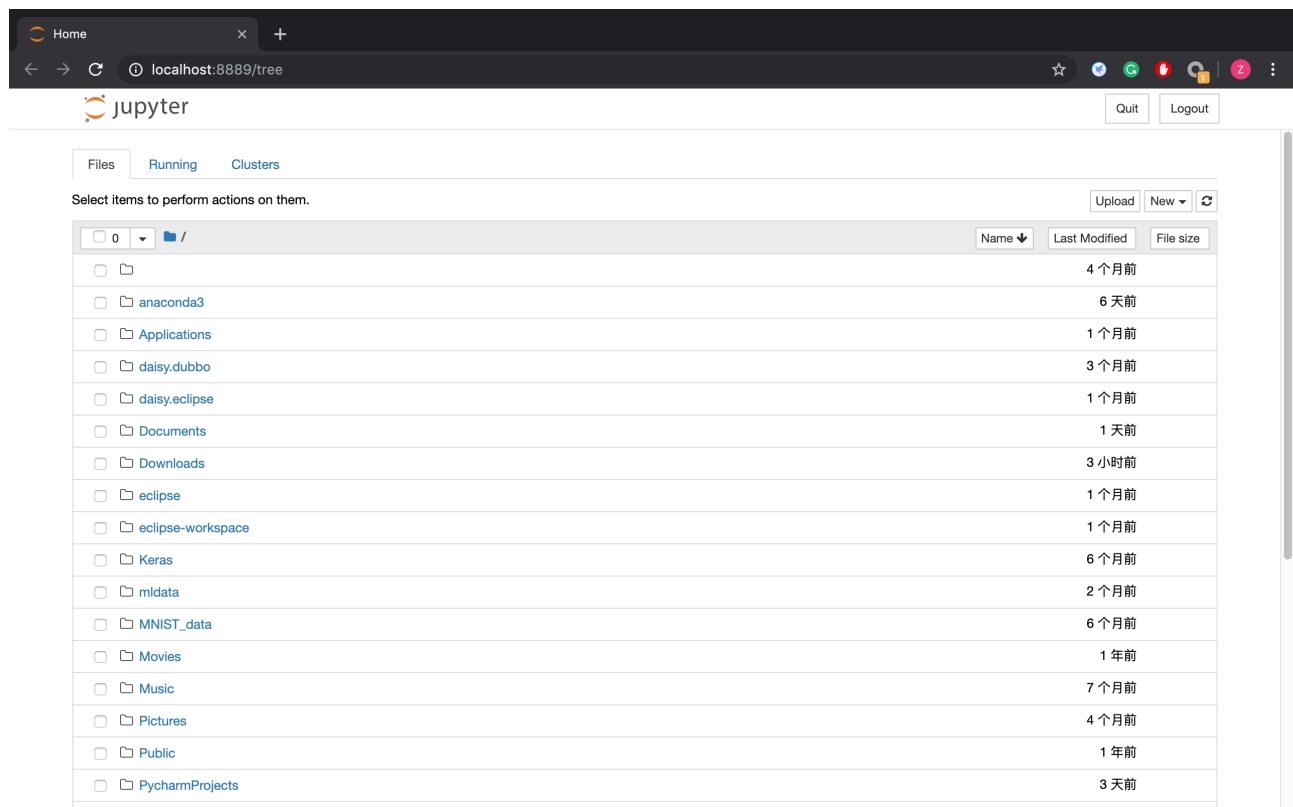 Home
localhost:8889/tree
1
Z
jupyter
Quit Logout
Files Running Clusters
Select items to perform actions on them.
Upload New
0 / Name Last Modified File size
4 个月前
anaconda3 6 天前
Applications 1 个月前
daisy.dubbo 3 个月前
daisy.eclipse 1 个月前
Documents 1 天前
Downloads 3 小时前
eclipse 1 个月前
eclipse-workspace 1 个月前
Keras 6 个月前
mldata 2 个月前
MNIST_data 6 个月前
Movies 1 年前
Music 7 个月前
Pictures 4 个月前
Public 1 年前
PycharmProjects 3 天前